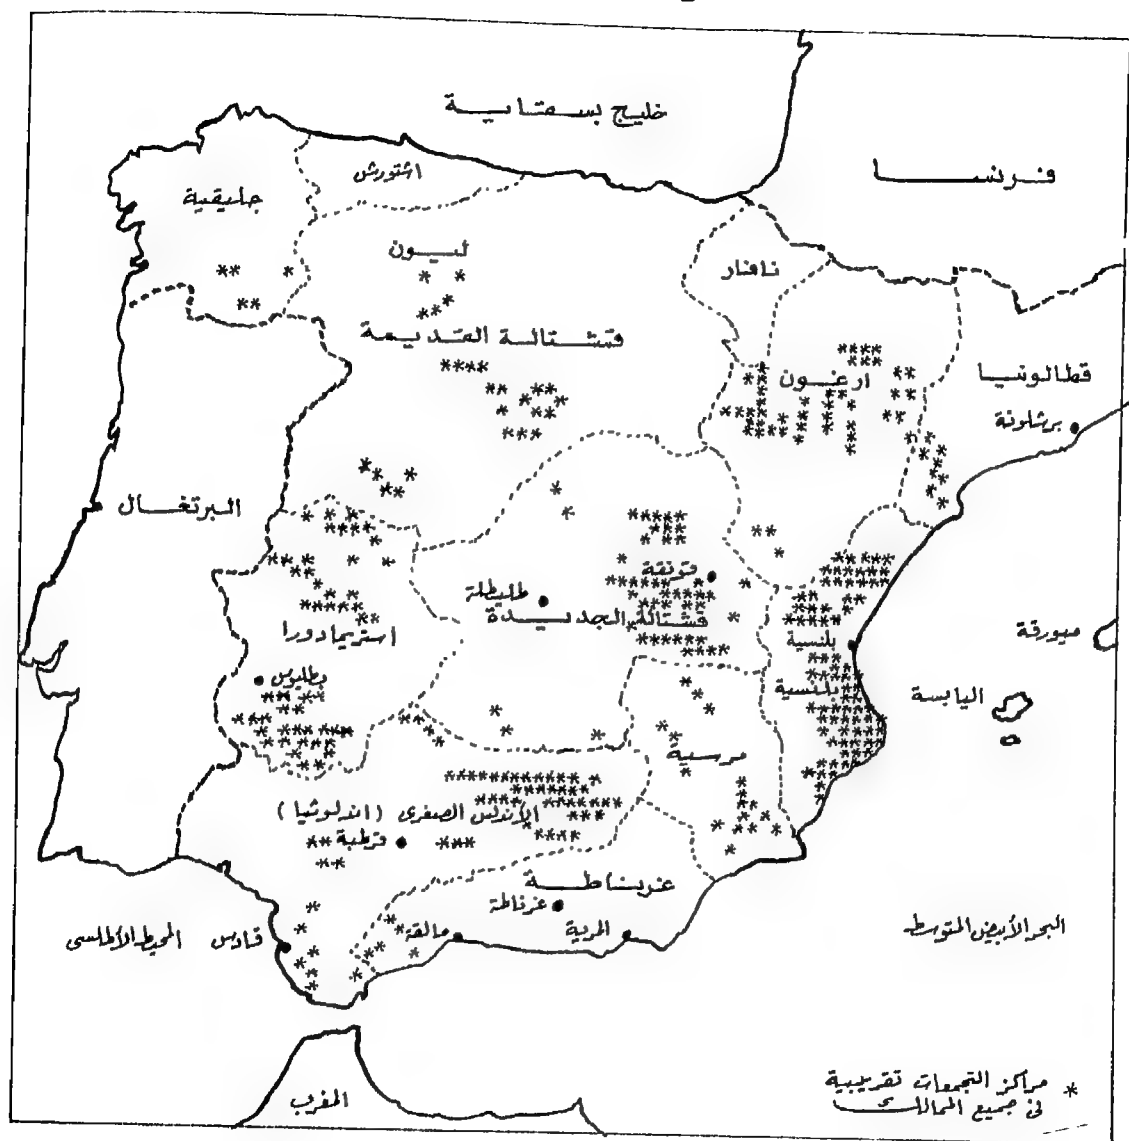 خليج بسقاية
فرنسا
اشتورش
جليقية
ليون
نافار
قشتالة القديمة
ارغون
قطالونيا
برشلونة
البرتغال
قونقة
طليطلة
قشتالة الجديدة
بلنسية
ميورقة
استريمادورا
بطليوس
بلنسية
اليابسة
مرسية
الأندلس الصغرى (اندلوثيا)
قرطبة
غرناطة
غرناطة
المرية
مالقة
قادس
المحيط الأطلسي
البحر الأبيض المتوسط
المغرب
* مراكز التجمعات تقريبية
في جميع الممالك